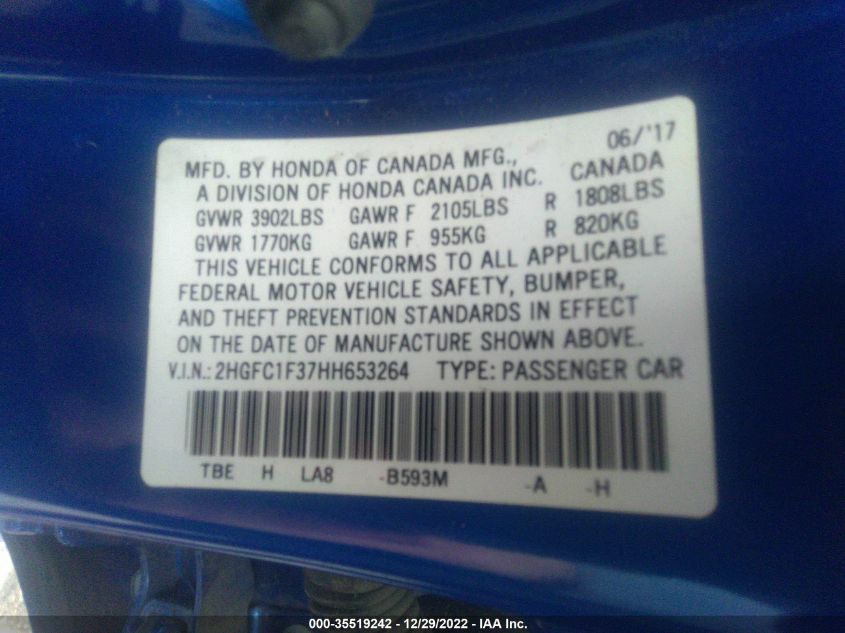 06/'17
MFD. BY HONDA OF CANADA MFG., CANADA
A DIVISION OF HONDA CANADA INC.
GVWR 3902LBS GAWR F 2105LBS R 1808LBS
GVWR 1770KG GAWR F 955KG R 820KG
THIS VEHICLE CONFORMS TO ALL APPLICABLE
FEDERAL MOTOR VEHICLE SAFETY, BUMPER,
AND THEFT PREVENTION STANDARDS IN EFFECT
ON THE DATE OF MANUFACTURE SHOWN ABOVE.
V.I.N.: 2HGFC1F37HH653264 TYPE: PASSENGER CAR
TBE H LA8 -B593M -A -H
000-35519242 - 12/29/2022 - IAA Inc.